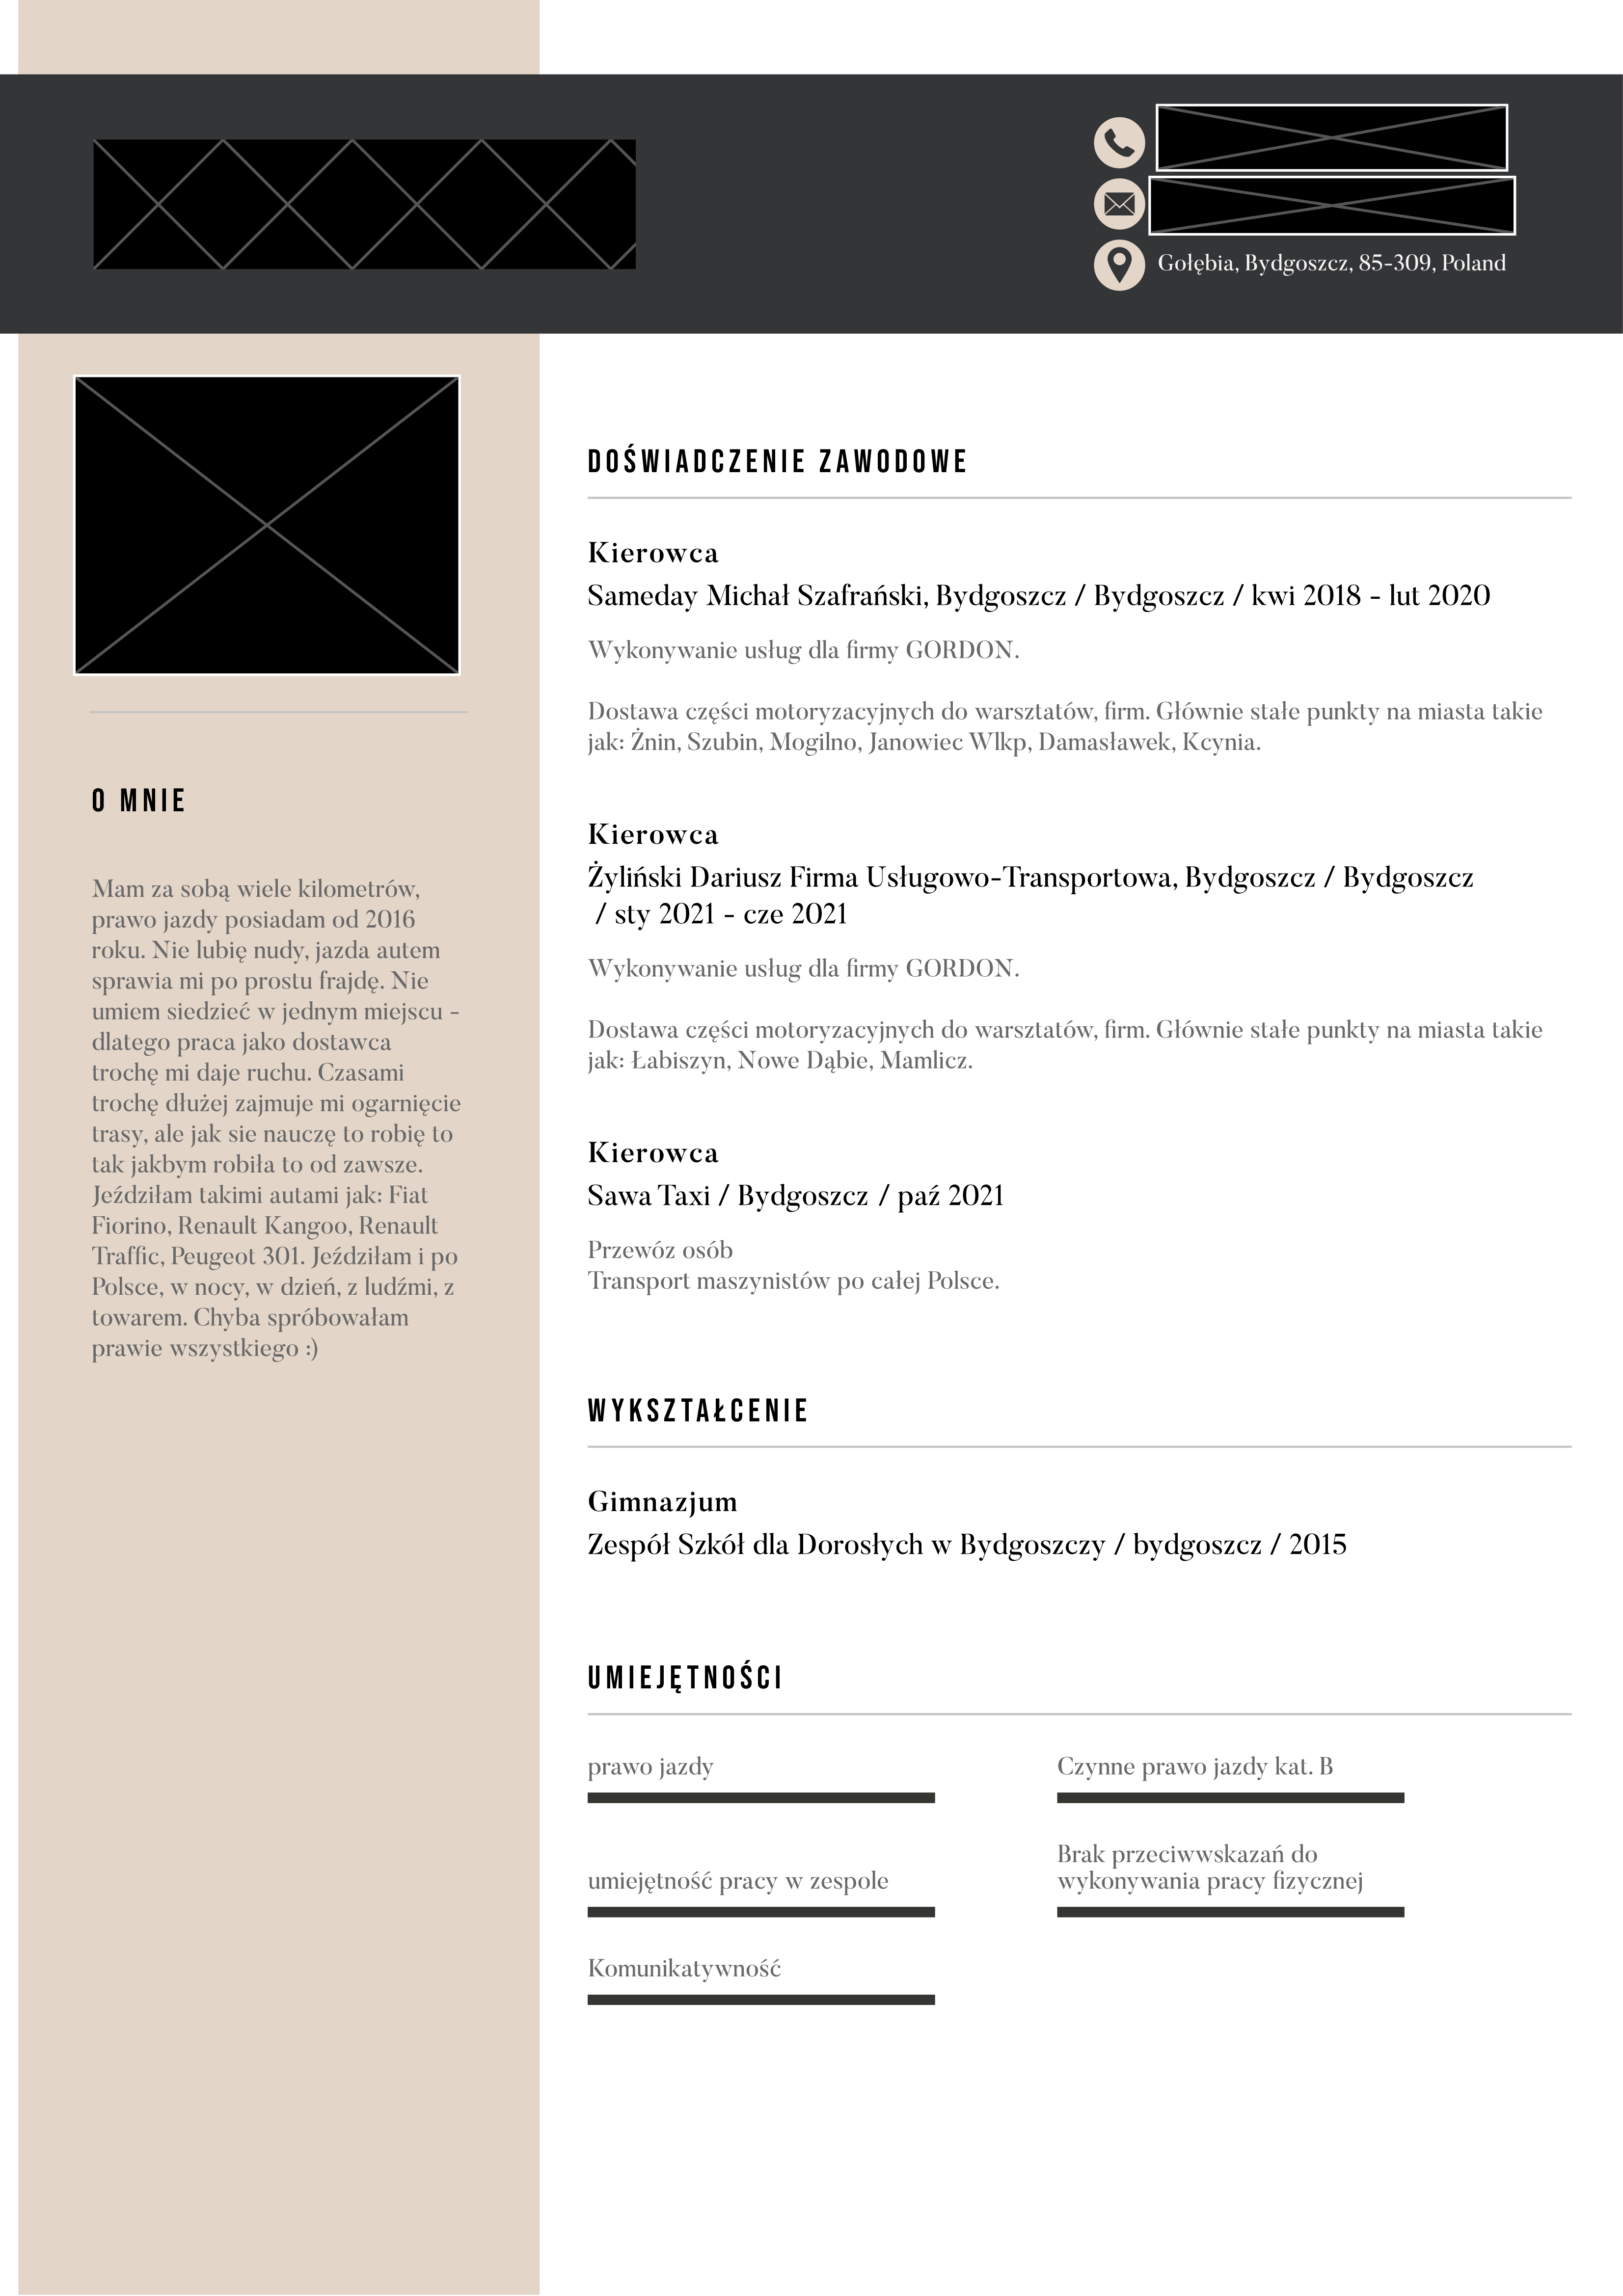 Gołębia, Bydgoszcz, 85-309, Poland
O MNIE
Mam za sobą wiele kilometrów,
prawo jazdy posiadam od 2016
roku. Nie lubię nudy, jazda autem
sprawia mi po prostu frajdę. Nie
umiem siedzieć w jednym miejscu -
dlatego praca jako dostawca
trochę mi daje ruchu. Czasami
trochę dłużej zajmuje mi ogarnięcie
trasy, ale jak sie nauczę to robię to
tak jakbym robiła to od zawsze.
Jeździłam takimi autami jak: Fiat
Fiorino, Renault Kangoo, Renault
Traffic, Peugeot 301. Jeździłam i po
Polsce, w nocy, w dzień, z ludźmi, z
towarem. Chyba spróbowałam
prawie wszystkiego :)
DOŚWIADCZENIE ZAWODOWE
Kierowca
Sameday Michał Szafrański, Bydgoszcz / Bydgoszcz / kwi 2018 - lut 2020
Wykonywanie usług dla firmy GORDON.
Dostawa części motoryzacyjnych do warsztatów, firm. Głównie stałe punkty na miasta takie
jak: Żnin, Szubin, Mogilno, Janowiec Wlkp, Damasławek, Kcynia.
Kierowca
Żyliński Dariusz Firma Usługowo-Transportowa, Bydgoszcz / Bydgoszcz
/ sty 2021 - cze 2021
Wykonywanie usług dla firmy GORDON.
Dostawa części motoryzacyjnych do warsztatów, firm. Głównie stałe punkty na miasta takie
jak: Łabiszyn, Nowe Dąbie, Mamlicz.
Kierowca
Sawa Taxi / Bydgoszcz / paź 2021
Przewóz osób
Transport maszynistów po całej Polsce.
WYKSZTAŁCENIE
Gimnazjum
Zespół Szkół dla Dorosłych w Bydgoszczy / bydgoszcz / 2015
UMIEJĘTNOŚCI
prawo jazdy
Czynne prawo jazdy kat. B
umiejętność pracy w zespole
Brak przeciwwskazań do
wykonywania pracy fizycznej
Komunikatywność